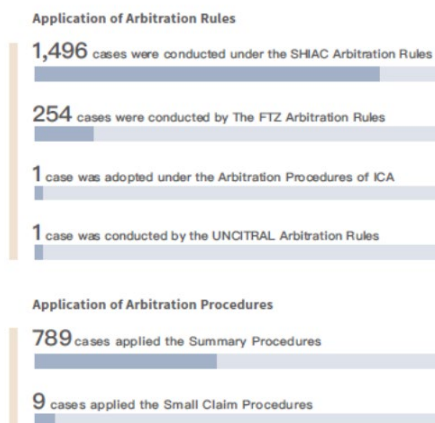 Application of Arbitration Rules
1,496 cases were conducted under the SHIAC Arbitration Rules
254 cases were conducted by The FTZ Arbitration Rules
1 case was adopted under the Arbitration Procedures of ICA
1 case was conducted by the UNCITRAL Arbitration Rules
Application of Arbitration Procedures
789 cases applied the Summary Procedures
9 cases applied the Small Claim Procedures